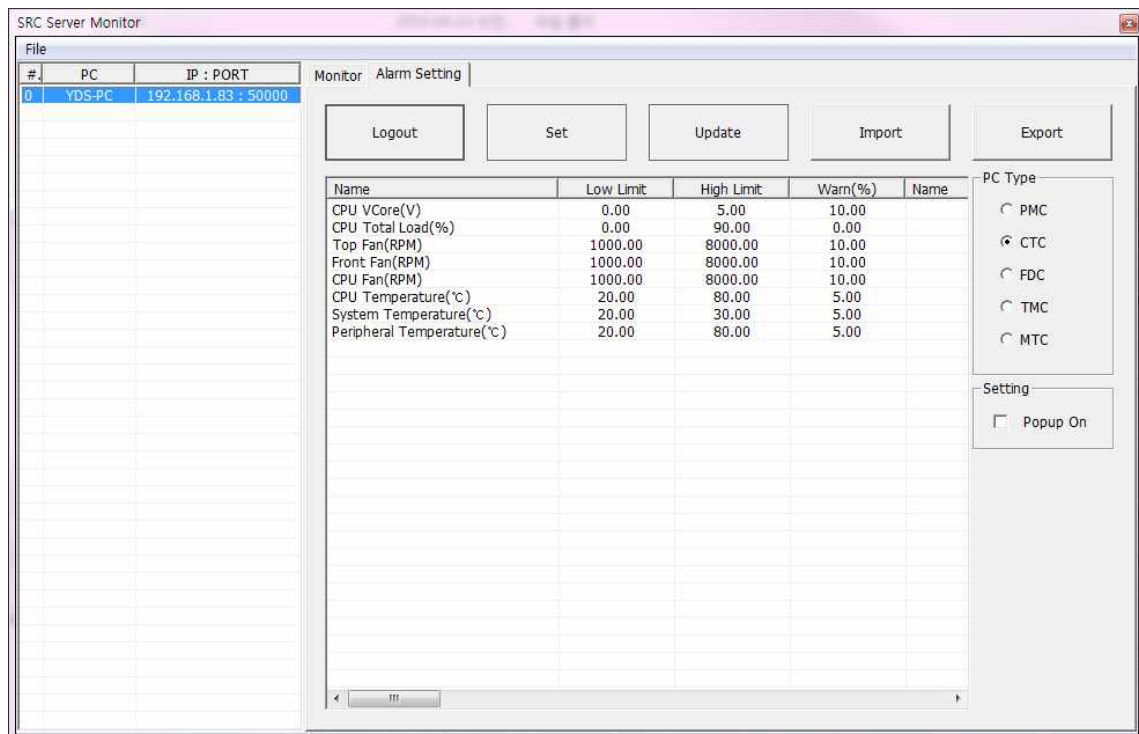 SRC Server Monitor
File
#. PC IP : PORT
0 YDS-PC 192.168.1.83 : 50000
Monitor Alarm Setting
Logout Set Update Import Export
Name Low Limit High Limit Warn(%) Name
CPU VCore(V) 0.00 5.00 10.00
CPU Total Load(%) 0.00 90.00 0.00
Top Fan(RPM) 1000.00 8000.00 10.00
Front Fan(RPM) 1000.00 8000.00 10.00
CPU Fan(RPM) 1000.00 8000.00 10.00
CPU Temperature(℃) 20.00 80.00 5.00
System Temperature(℃) 20.00 30.00 5.00
Peripheral Temperature(℃) 20.00 80.00 5.00
PC Type
PMC
CTC
FDC
TMC
MTC
Setting
Popup On